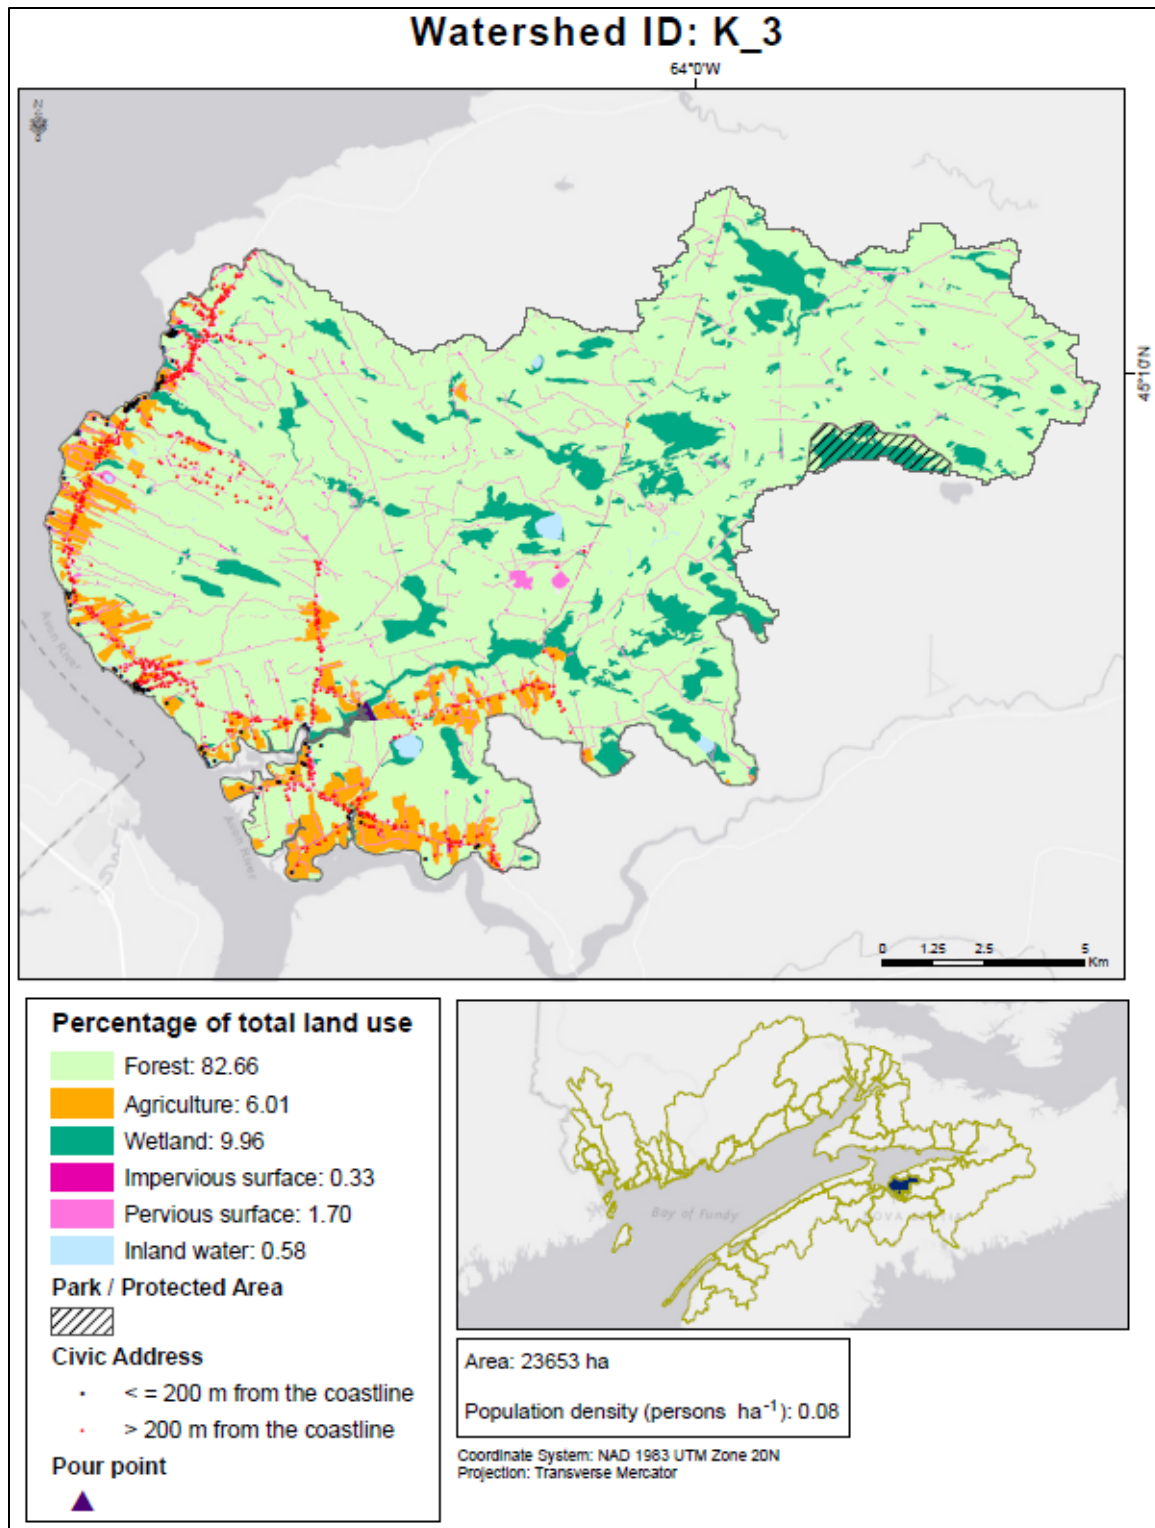 Watershed ID: K_3
64°0'W
N
45°10'N
Avon River
Avon River
0 1.25 2.5 5
Km
Percentage of total land use
Forest: 82.66
Agriculture: 6.01
Wetland: 9.96
Impervious surface: 0.33
Pervious surface: 1.70
Inland water: 0.58
Park / Protected Area
Civic Address
< = 200 m from the coastline
> 200 m from the coastline
Pour point
Bay of Fundy
Area: 23653 ha
Population density (persons ha-1): 0.08
Coordinate System: NAD 1983 UTM Zone 20N
Projection: Transverse Mercator